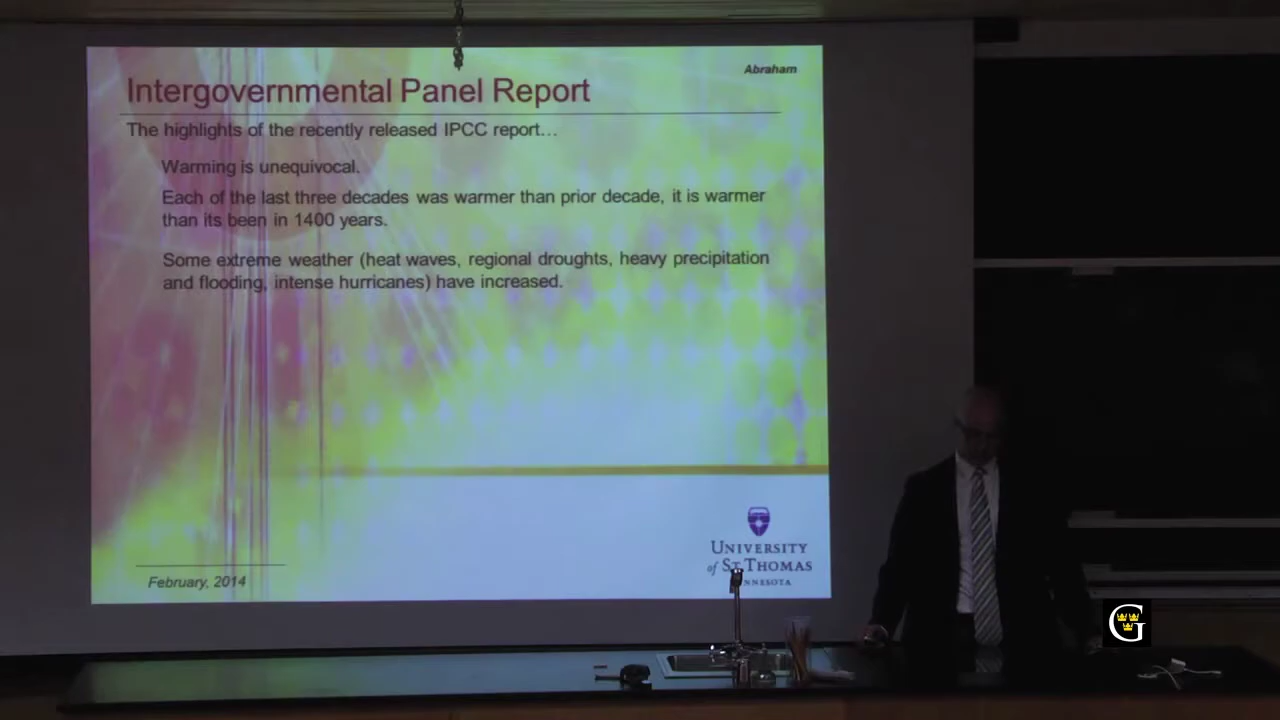 Abraham
Intergovernmental Panel Report
The highlights of the recently released IPCC report…
Warming is unequivocal.
Each of the last three decades was warmer than prior decade, it is warmer
than its been in 1400 years.
Some extreme weather (heat waves, regional droughts, heavy precipitation
and flooding, intense hurricanes) have increased.
UNIVERSITY
of ST. THOMAS
February, 2014
G